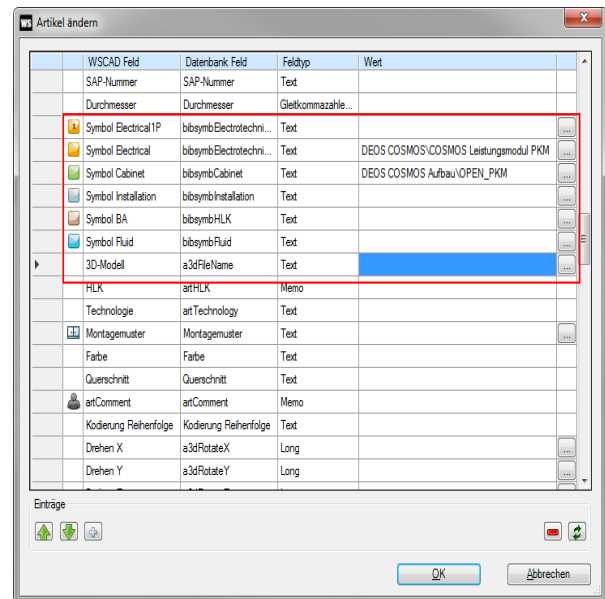 WS Artikel ändern
WSCAD Feld Datenbank Feld Feldtyp Wert
SAP-Nummer SAP-Nummer Text
Durchmesser Durchmesser Gleitkommazahle...
1 Symbol Electrical1P bibsymbElectrotechni... Text ...
Symbol Electrical bibsymbElectrotechni... Text DEOS COSMOS\COSMOS Leistungsmodul PKM ...
Symbol Cabinet bibsymbCabinet Text DEOS COSMOS Aufbau\OPEN_PKM ...
Symbol Installation bibsymbInstallation Text ...
Symbol BA bibsymbHLK Text ...
Symbol Fluid bibsymbFluid Text ...
3D-Modell a3dFileName Text ...
HLK artHLK Memo
Technologie artTechnology Text
Montagemuster Montagemuster Text ...
Farbe Farbe Text
Querschnitt Querschnitt Text
artComment artComment Memo
Kodierung Reihenfolge Kodierung Reihenfolge Text
Drehen X a3dRotateX Long ...
Drehen Y a3dRotateY Long ...
Einträge
OK Abbrechen